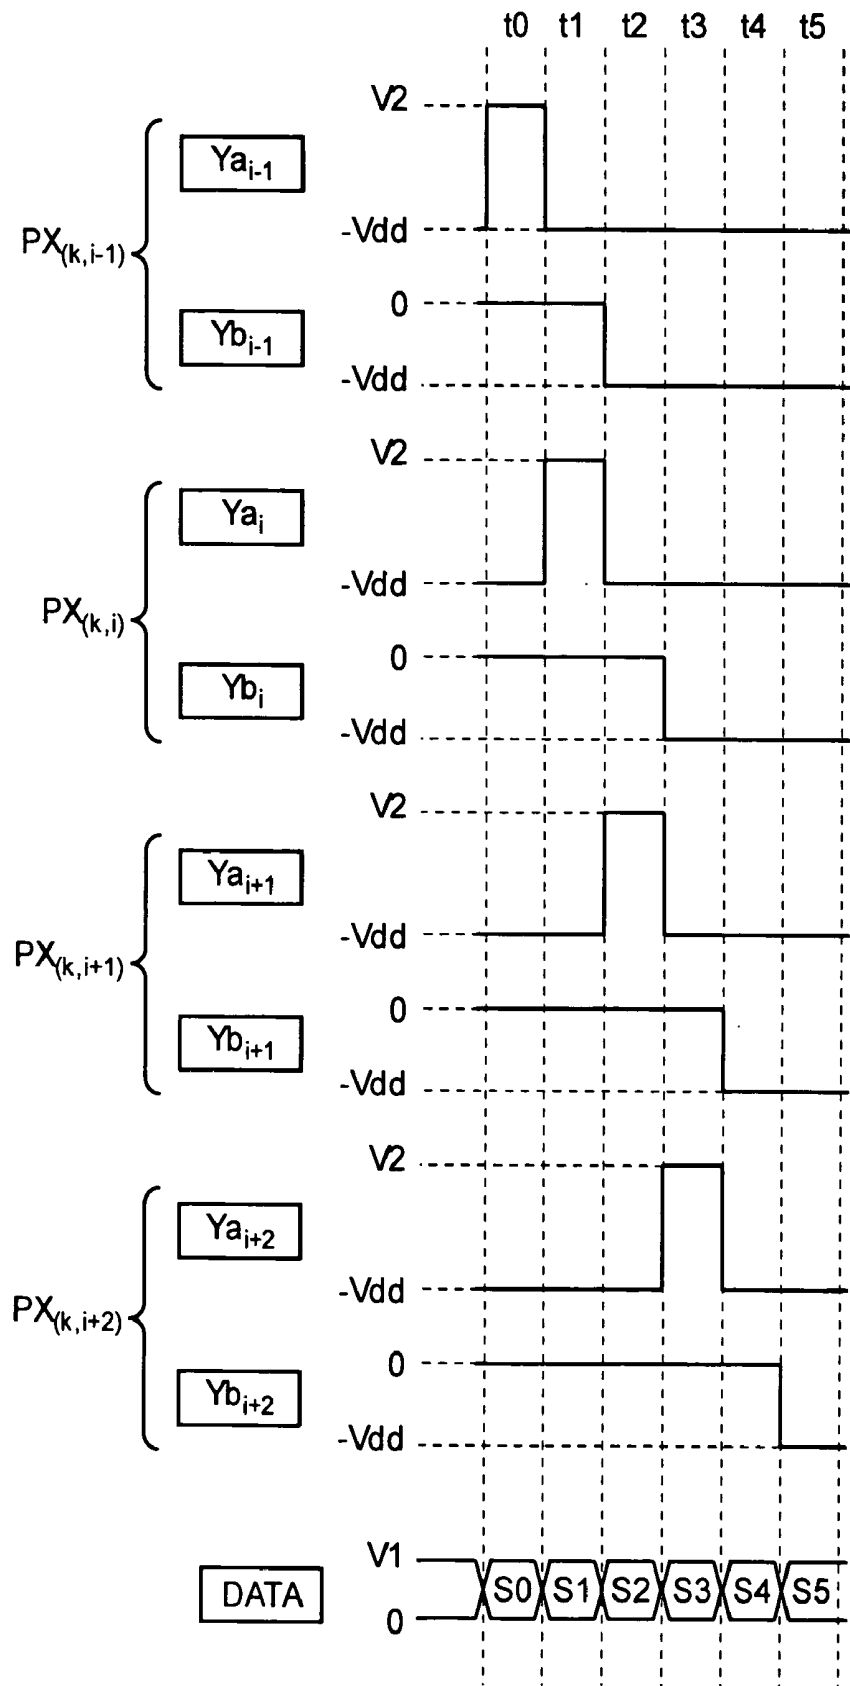 t0 t1 t2 t3 t4 t5
V2
Ya_{i-1}
PX_{(k,i-1)}
-Vdd
0
Yb_{i-1}
-Vdd
V2
Ya_i
-Vdd
PX_{(k,i)}
0
Yb_i
-Vdd
V2
Ya_{i+1}
-Vdd
PX_{(k,i+1)}
0
Yb_{i+1}
-Vdd
V2
Ya_{i+2}
-Vdd
PX_{(k,i+2)}
0
Yb_{i+2}
-Vdd
V1
DATA S0 S1 S2 S3 S4 S5
0